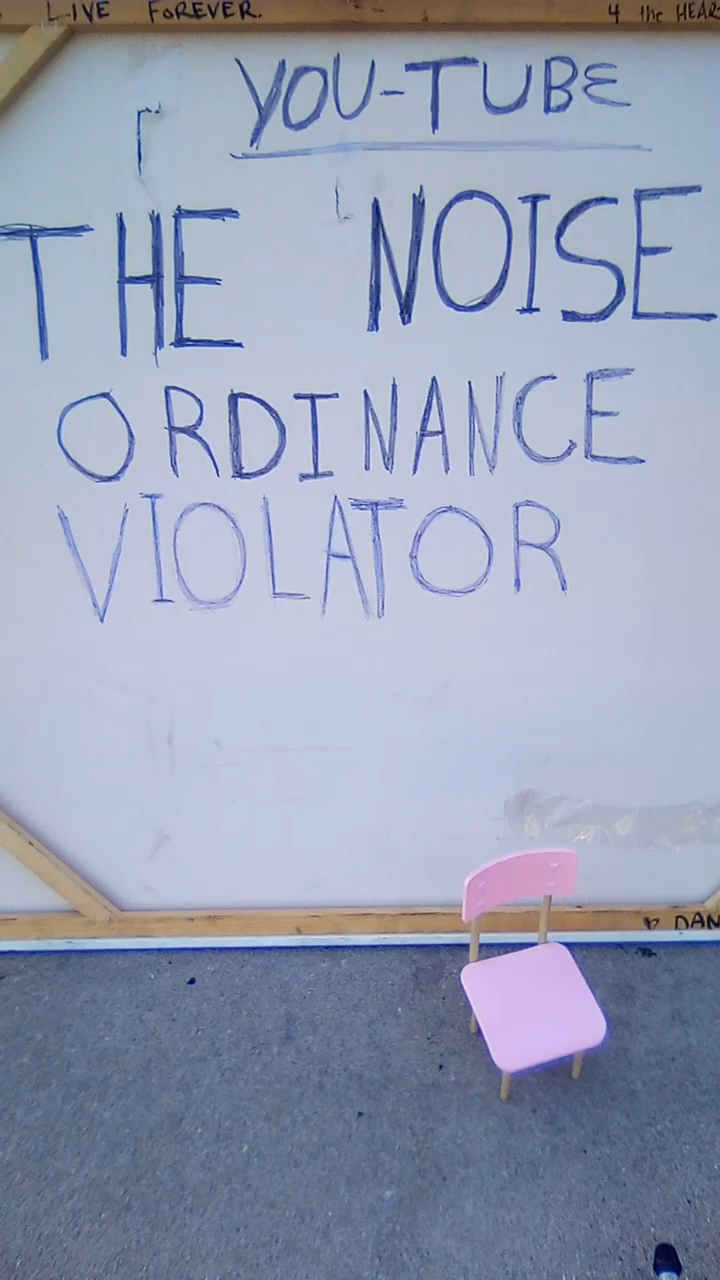 LIVE FOREVER. 4 the HEAR
YOU-TUBE
THE NOISE
ORDINANCE
VIOLATOR
DAN